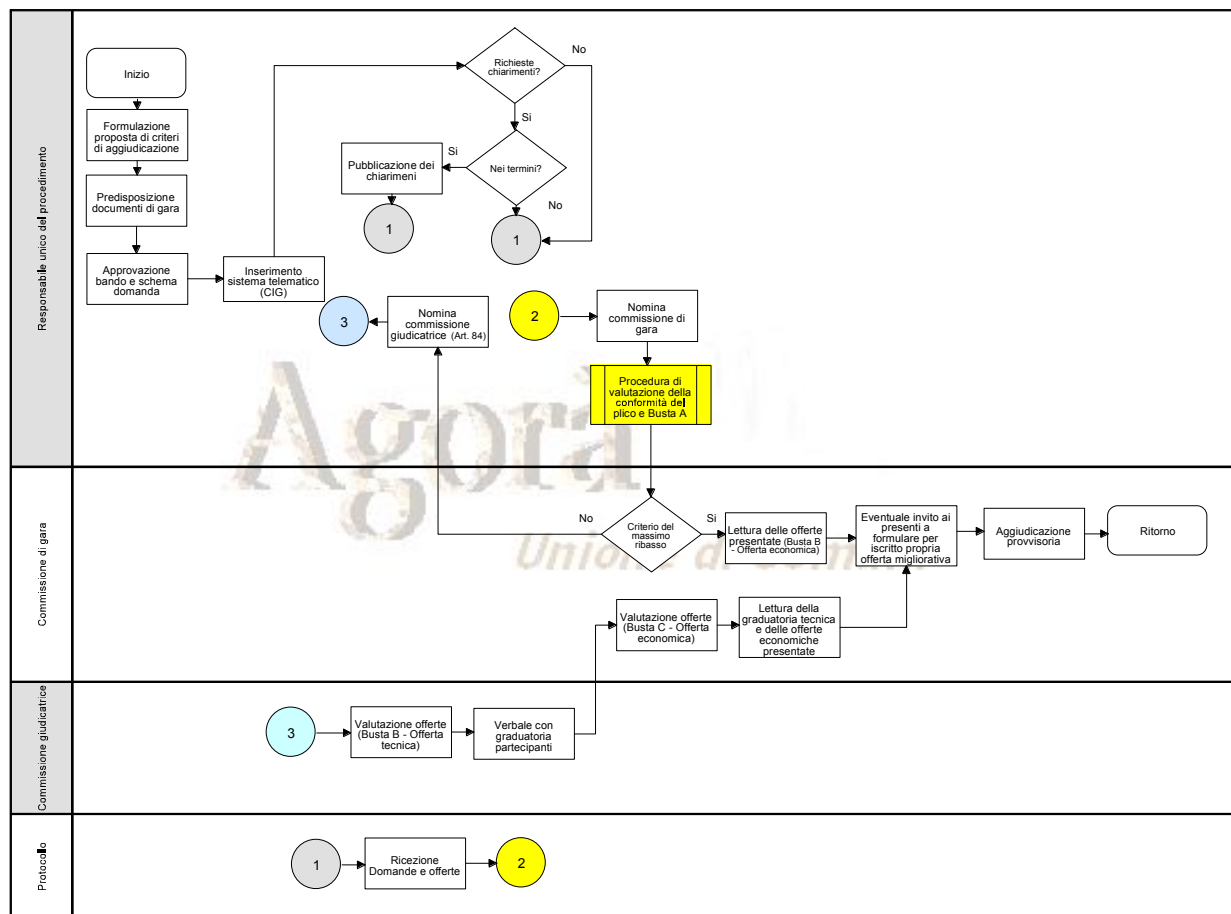 Responsabile unico del procedimento
Inizio
Formulazione
proposta di criteri
di aggiudicazione
Predisposizione
documenti di gara
Approvazione
bando e schema
domanda
Inserimento
sistema telematico
(CIG)
Richieste
chiarimenti?
No
Si
Nei termini?
Si
No
Pubblicazione dei
chiarimeni
1
1
3
Nomina
commissione
giudicatrice (Art. 84)
2
Nomina
commissione di
gara
Procedura di
valutazione della
conformità del
plico e Busta A
Agorà
Commissione di gara
No
Criterio del
massimo
ribasso
Si
Lettura delle offerte
presentate (Busta B
- Offerta economica)
Eventuale invito ai
presenti a
formulare per
iscritto propria
offerta migliorativa
Aggiudicazione
provvisoria
Ritorno
Unione di Comuni
Valutazione offerte
(Busta C - Offerta
economica)
Lettura della
graduatoria tecnica
e delle offerte
economiche
presentate
Commissione giudicatrice
3
Valutazione offerte
(Busta B - Offerta
tecnica)
Verbale con
graduatoria
partecipanti
Protocollo
1
Ricezione
Domande e offerte
2